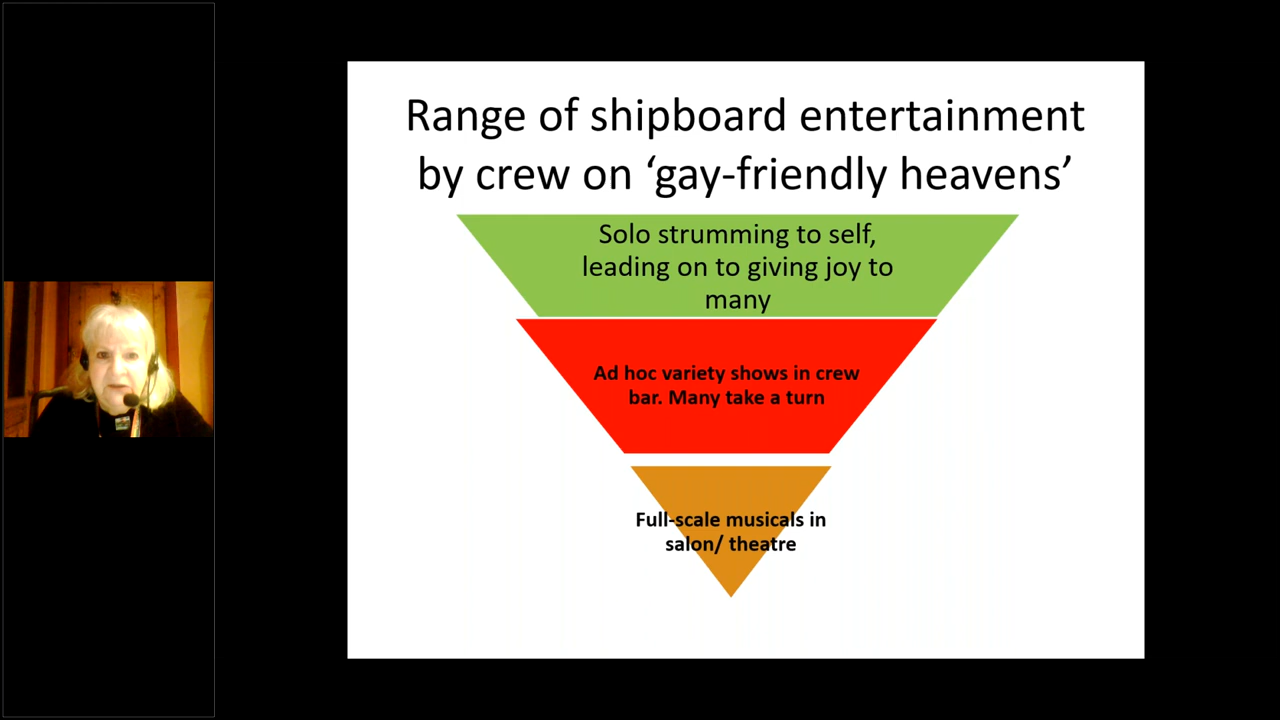 Range of shipboard entertainment
by crew on ‘gay-friendly heavens’
Solo strumming to self,
leading on to giving joy to
many
Ad hoc variety shows in crew
bar. Many take a turn
Full-scale musicals in
salon/ theatre